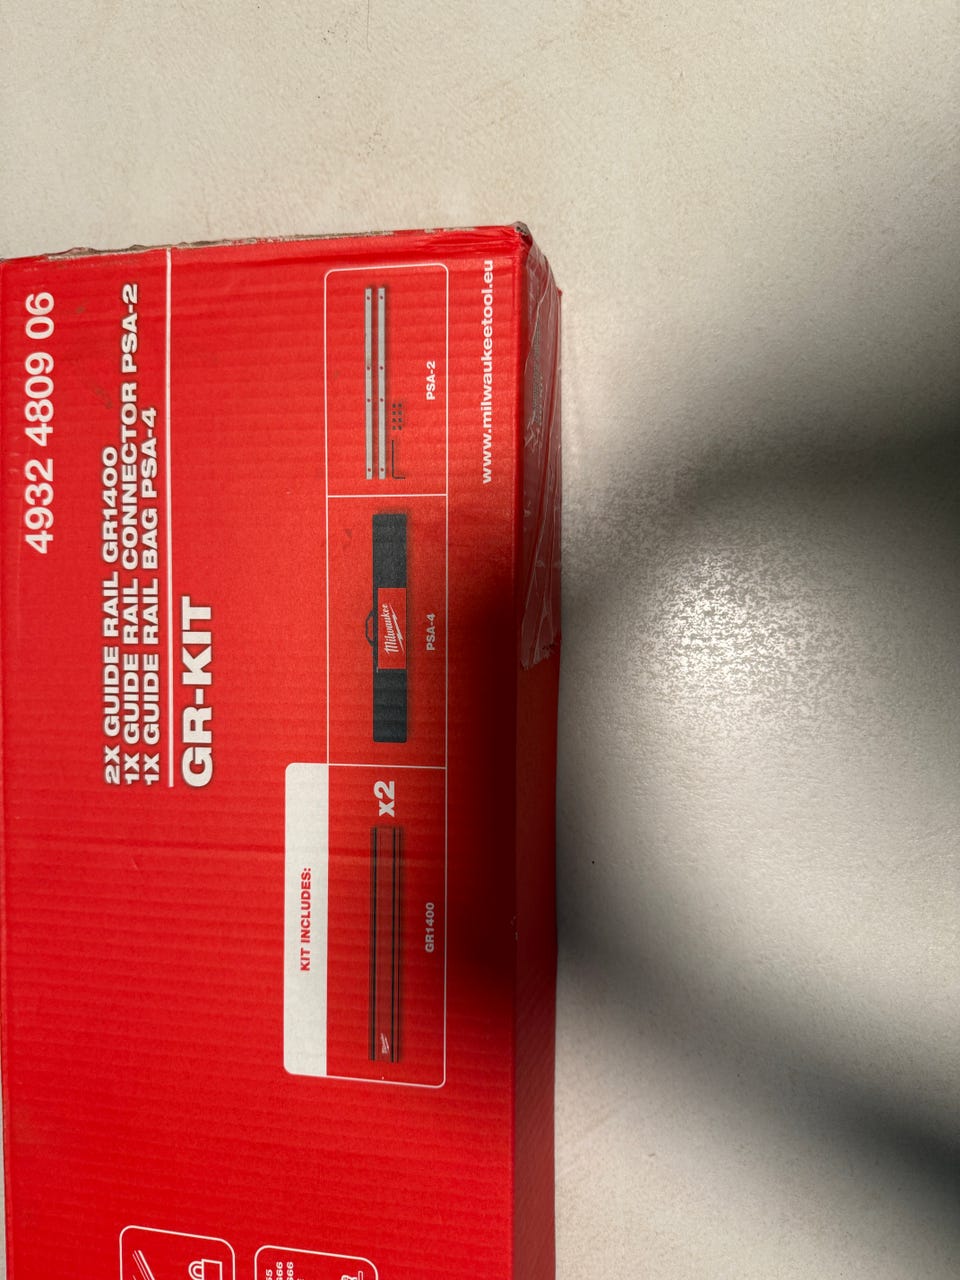 4932 4809 06
2X GUIDE RAIL GR1400
1X GUIDE RAIL CONNECTOR PSA-2
1X GUIDE RAIL BAG PSA-4
GR-KIT
KIT INCLUDES:
x2
GR1400
Milwaukee
PSA-4
PSA-2
www.milwaukeetool.eu